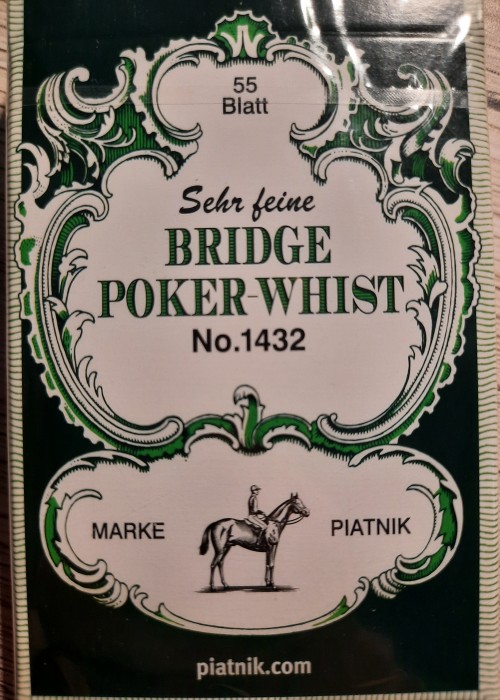 55
Blatt
Sehr feine
BRIDGE
POKER-WHIST
No.1432
MARKE PIATNIK
piatnik.com